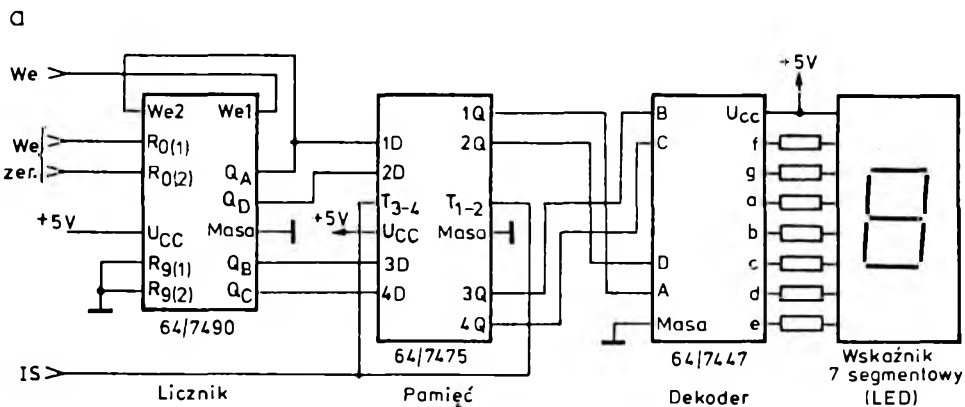 a
We
We
zer.
+5V
IS
We2 We1
R0(1)
R0(2)
QA
QD
UCC Masa
R9(1) QB
R9(2) QC
64/7490
Licznik
1D 1Q
2D 2Q
T3-4 T1-2
+5V
UCC Masa
3D 3Q
4D 4Q
64/7475
Pamięć
+5V
B UCC
C f
g
a
b
D c
A d
Masa e
64/7447
Dekoder
Wskaźnik
7 segmentowy
(LED)